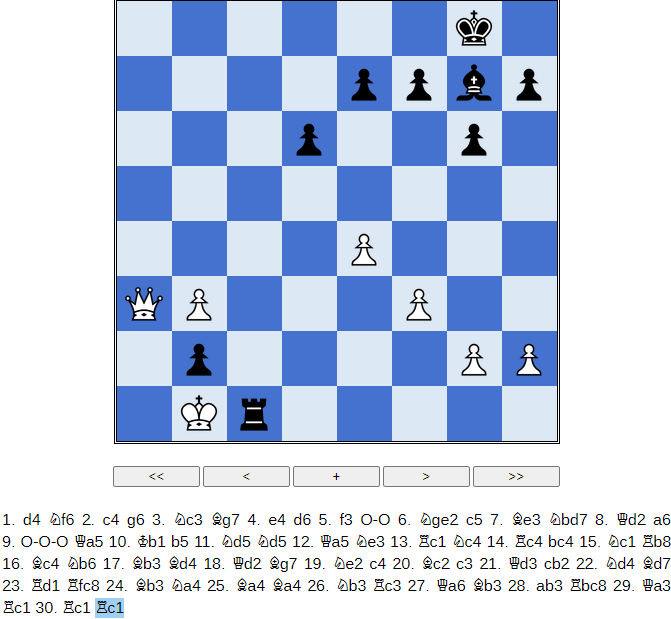 <<
<
+
>
>>
1. d4 ♘f6 2. c4 g6 3. ♘c3 ♗g7 4. e4 d6 5. f3 O-O 6. ♘ge2 c5 7. ♗e3 ♘bd7 8. ♕d2 a6
9. O-O-O ♕a5 10. ♔b1 b5 11. ♘d5 ♘d5 12. ♕a5 ♘e3 13. ♖c1 ♘c4 14. ♖c4 bc4 15. ♘c1 ♖b8
16. ♗c4 ♘b6 17. ♗b3 ♗d4 18. ♕d2 ♗g7 19. ♘e2 c4 20. ♗c2 c3 21. ♕d3 cb2 22. ♘d4 ♗d7
23. ♖d1 ♖fc8 24. ♗b3 ♘a4 25. ♗a4 ♗a4 26. ♘b3 ♖c3 27. ♕a6 ♗b3 28. ab3 ♖bc8 29. ♕a3
♖c1 30. ♖c1 ♖c1